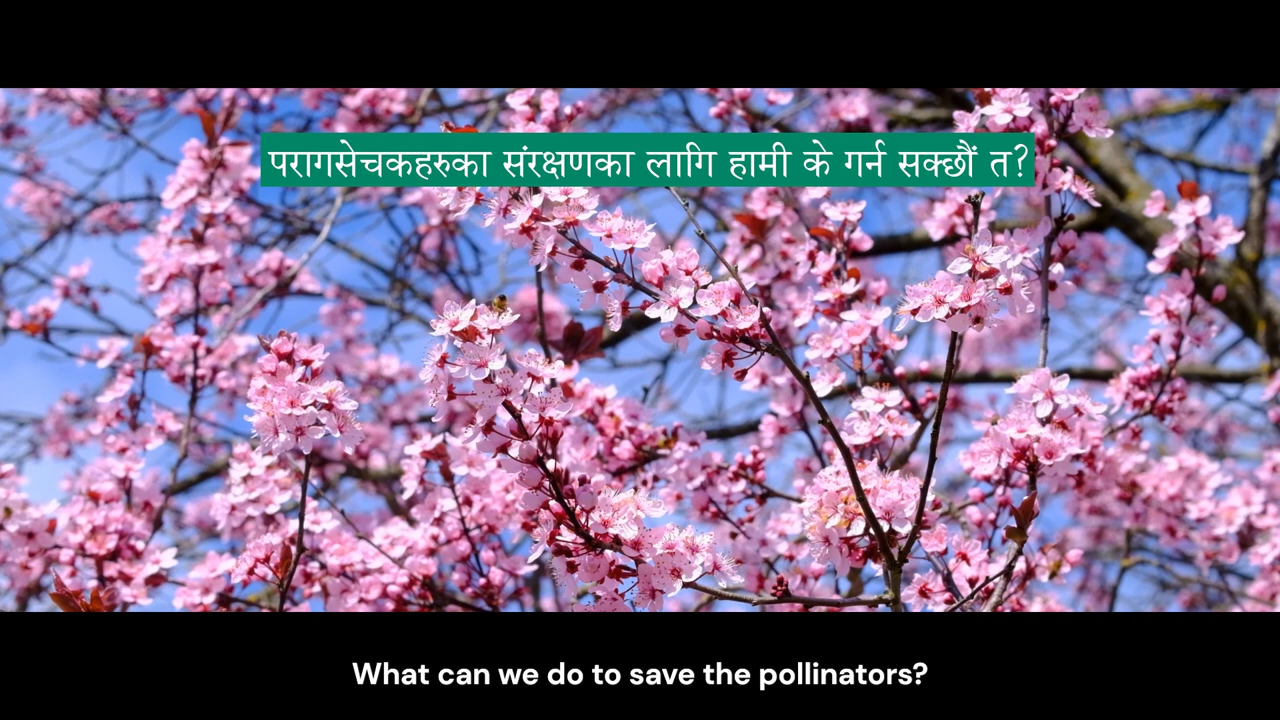 परागसेचकहरुका संरक्षणका लागि हामी के गर्न सक्छौं त?
What can we do to save the pollinators?